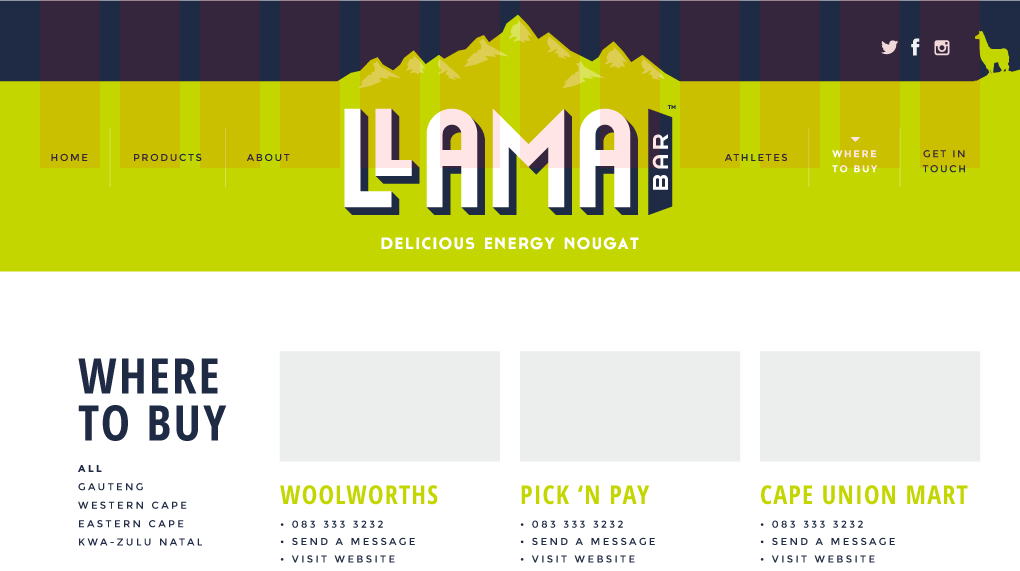 HOME
PRODUCTS
ABOUT
LLAMA BAR ™
ATHLETES
WHERE
TO BUY
GET IN
TOUCH
DELICIOUS ENERGY NOUGAT
WHERE
TO BUY
ALL
GAUTENG
WESTERN CAPE
EASTERN CAPE
KWA-ZULU NATAL
WOOLWORTHS
• 083 333 3232
• SEND A MESSAGE
• VISIT WEBSITE
PICK ‘N PAY
• 083 333 3232
• SEND A MESSAGE
• VISIT WEBSITE
CAPE UNION MART
• 083 333 3232
• SEND A MESSAGE
• VISIT WEBSITE